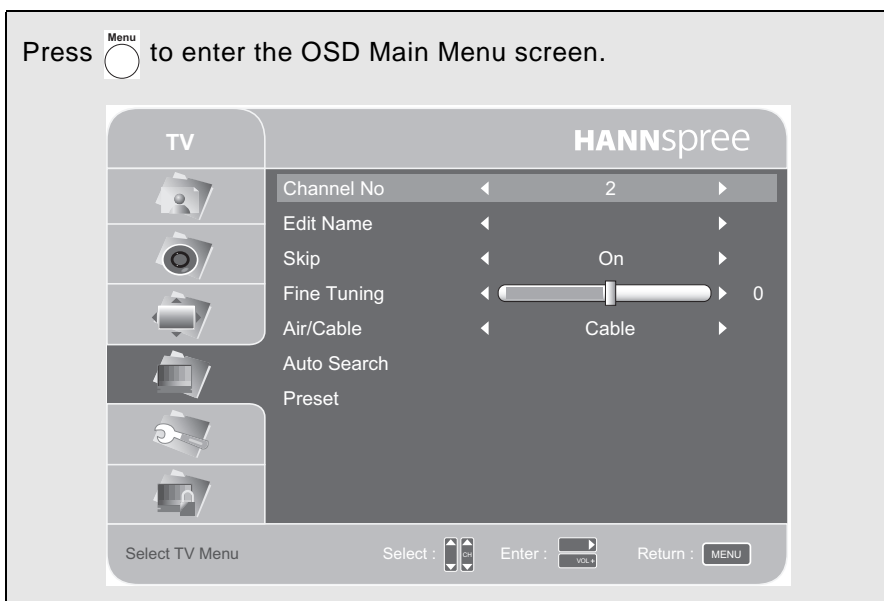 Press Menu to enter the OSD Main Menu screen.
TV HANNspree
Channel No 2
Edit Name
Skip On
Fine Tuning 0
Air/Cable Cable
Auto Search
Preset
Select TV Menu Select : CH Enter : VOL+ Return : MENU